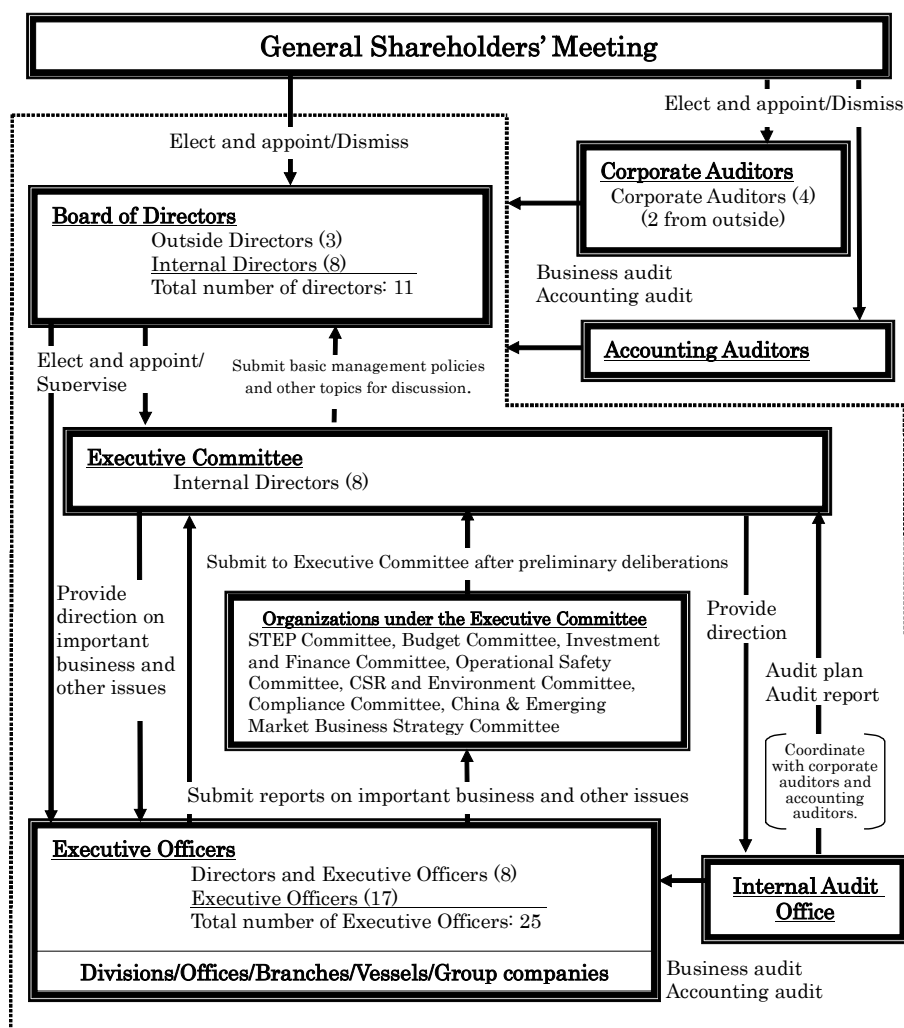 General Shareholders' Meeting
Elect and appoint/Dismiss
Elect and appoint/Dismiss
Corporate Auditors
Corporate Auditors (4)
(2 from outside)
Board of Directors
Outside Directors (3)
Internal Directors (8)
Total number of directors: 11
Business audit
Accounting audit
Accounting Auditors
Elect and appoint/
Supervise
Submit basic management policies
and other topics for discussion.
Executive Committee
Internal Directors (8)
Submit to Executive Committee after preliminary deliberations
Provide
direction on
important
business and
other issues
Organizations under the Executive Committee
STEP Committee, Budget Committee, Investment
and Finance Committee, Operational Safety
Committee, CSR and Environment Committee,
Compliance Committee, China & Emerging
Market Business Strategy Committee
Provide
direction
Audit plan
Audit report
Coordinate
with corporate
auditors and
accounting
auditors.
Submit reports on important business and other issues
Executive Officers
Directors and Executive Officers (8)
Executive Officers (17)
Total number of Executive Officers: 25
Divisions/Offices/Branches/Vessels/Group companies
Internal Audit
Office
Business audit
Accounting audit